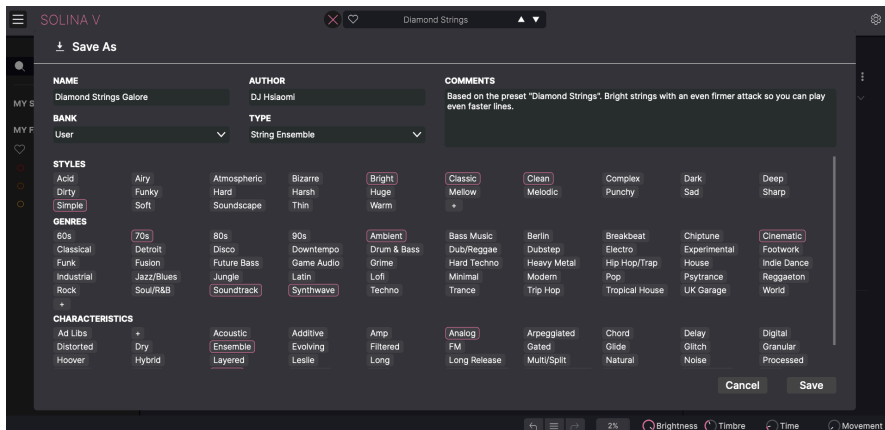 SOLINA V
Diamond Strings
Save As
NAME AUTHOR COMMENTS
Diamond Strings Galore DJ Hsiaomi Based on the preset "Diamond Strings". Bright strings with an even firmer attack so you can play
even faster lines.
MY S
BANK TYPE
MY F
User String Ensemble
STYLES
Acid Airy Atmospheric Bizarre Bright Classic Clean Complex Dark Deep
Dirty Funky Hard Harsh Huge Mellow Melodic Punchy Sad Sharp
Simple Soft Soundscape Thin Warm +
GENRES
60s 70s 80s 90s Ambient Bass Music Berlin Breakbeat Chiptune Cinematic
Classical Detroit Disco Downtempo Drum & Bass Dub/Reggae Dubstep Electro Experimental Footwork
Funk Fusion Future Bass Game Audio Grime Hard Techno Heavy Metal Hip Hop/Trap House Indie Dance
Industrial Jazz/Blues Jungle Latin Lofi Minimal Modern Pop Psytrance Reggaeton
Rock Soul/R&B Soundtrack Synthwave Techno Trance Trip Hop Tropical House UK Garage World
+
CHARACTERISTICS
Ad Libs + Acoustic Additive Amp Analog Arpeggiated Chord Delay Digital
Distorted Dry Ensemble Evolving Filtered FM Gated Glide Glitch Granular
Hoover Hybrid Layered Leslie Long Long Release Multi/Split Natural Noise Processed
Cancel Save
2% Brightness Timbre Time Movement